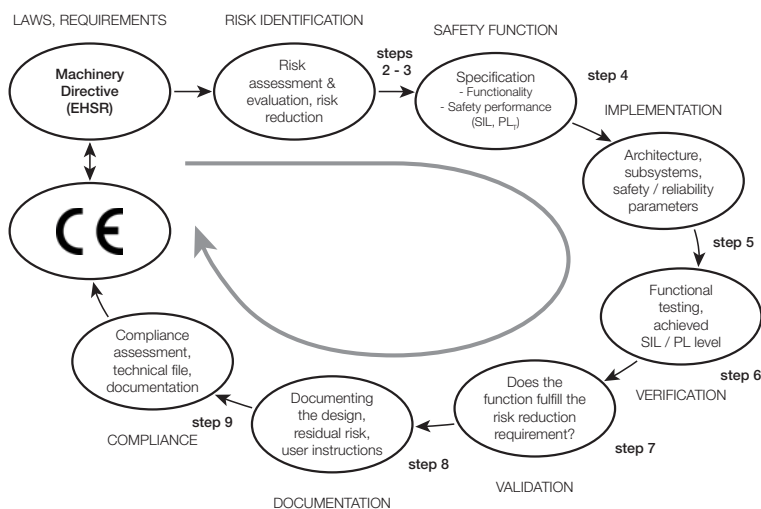 LAWS, REQUIREMENTS
Machinery
Directive
(EHSR)
RISK IDENTIFICATION
Risk
assessment &
evaluation, risk
reduction
steps
2 - 3
SAFETY FUNCTION
Specification
- Functionality
- Safety performance
(SIL, PLr)
step 4
IMPLEMENTATION
Architecture,
subsystems,
safety / reliability
parameters
step 5
Functional
testing,
achieved
SIL / PL level
step 6
VERIFICATION
Does the
function fulfill the
risk reduction
requirement?
step 7
VALIDATION
Documenting
the design,
residual risk,
user instructions
step 8
DOCUMENTATION
Compliance
assessment,
technical file,
documentation
step 9
COMPLIANCE
CE